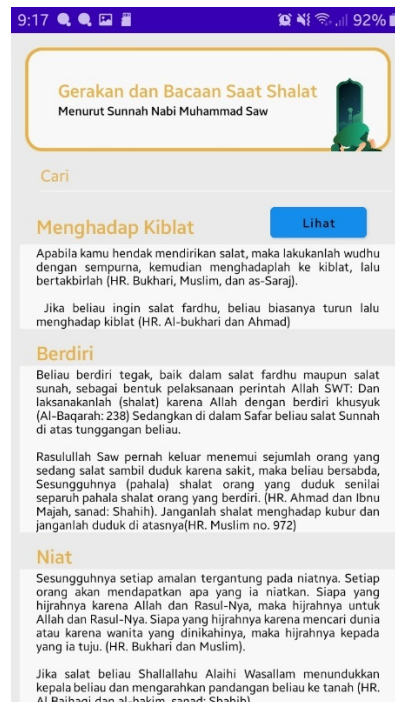 9:17
92%
Gerakan dan Bacaan Saat Shalat
Menurut Sunnah Nabi Muhammad Saw
Cari
Menghadap Kiblat
Lihat
Apabila kamu hendak mendirikan salat, maka lakukanlah wudhu
dengan sempurna, kemudian menghadaplah ke kiblat, lalu
bertakbirlah (HR. Bukhari, Muslim, dan as-Saraj).
Jika beliau ingin salat fardhu, beliau biasanya turun lalu
menghadap kiblat (HR. Al-bukhari dan Ahmad)
Berdiri
Beliau berdiri tegak, baik dalam salat fardhu maupun salat
sunah, sebagai bentuk pelaksanaan perintah Allah SWT: Dan
laksanakanlah (shalat) karena Allah dengan berdiri khusyuk
(Al-Baqarah: 238) Sedangkan di dalam Safar beliau salat Sunnah
di atas tunggangan beliau.
Rasulullah Saw pernah keluar menemui sejumlah orang yang
sedang salat sambil duduk karena sakit, maka beliau bersabda,
Sesungguhnya (pahala) shalat orang yang duduk senilai
separuh pahala shalat orang yang berdiri. (HR. Ahmad dan Ibnu
Majah, sanad: Shahih). Janganlah shalat menghadap kubur dan
janganlah duduk di atasnya(HR. Muslim no. 972)
Niat
Sesungguhnya setiap amalan tergantung pada niatnya. Setiap
orang akan mendapatkan apa yang ia niatkan. Siapa yang
hijrahnya karena Allah dan Rasul-Nya, maka hijrahnya untuk
Allah dan Rasul-Nya. Siapa yang hijrahnya karena mencari dunia
atau karena wanita yang dinikahinya, maka hijrahnya kepada
yang ia tuju. (HR. Bukhari dan Muslim).
Jika salat beliau Shallallahu Alaihi Wasallam menundukkan
kepala beliau dan mengarahkan pandangan beliau ke tanah (HR.
Al Baihaqi dan al-hakim, sanad: Shahih)